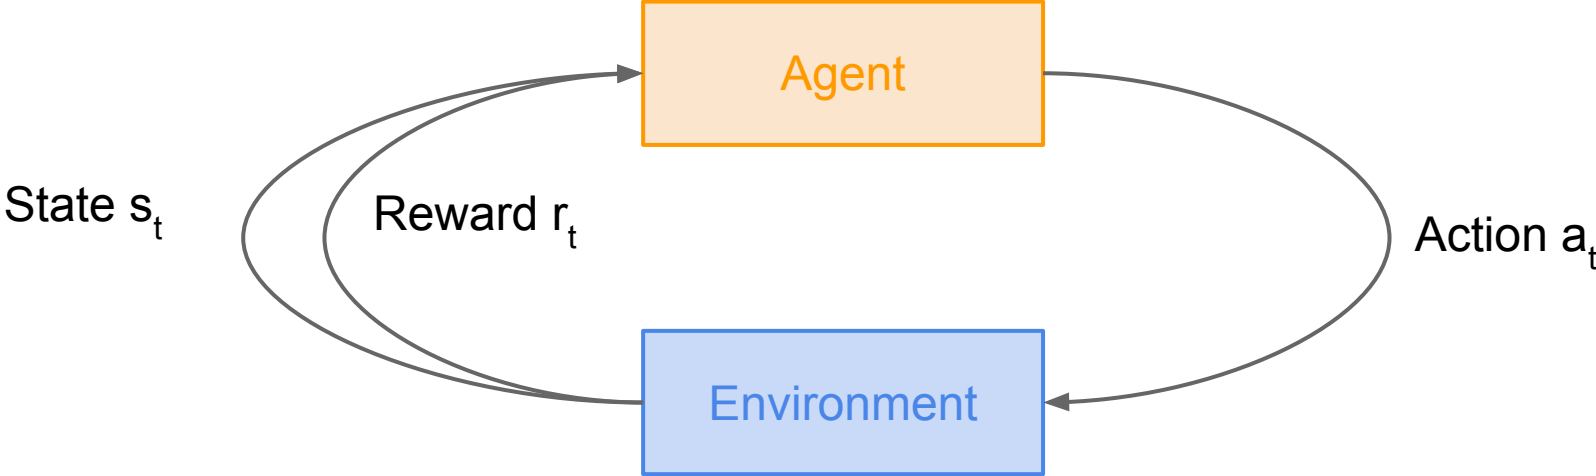 Agent
State sₜ
Reward rₜ
Action aₜ
Environment